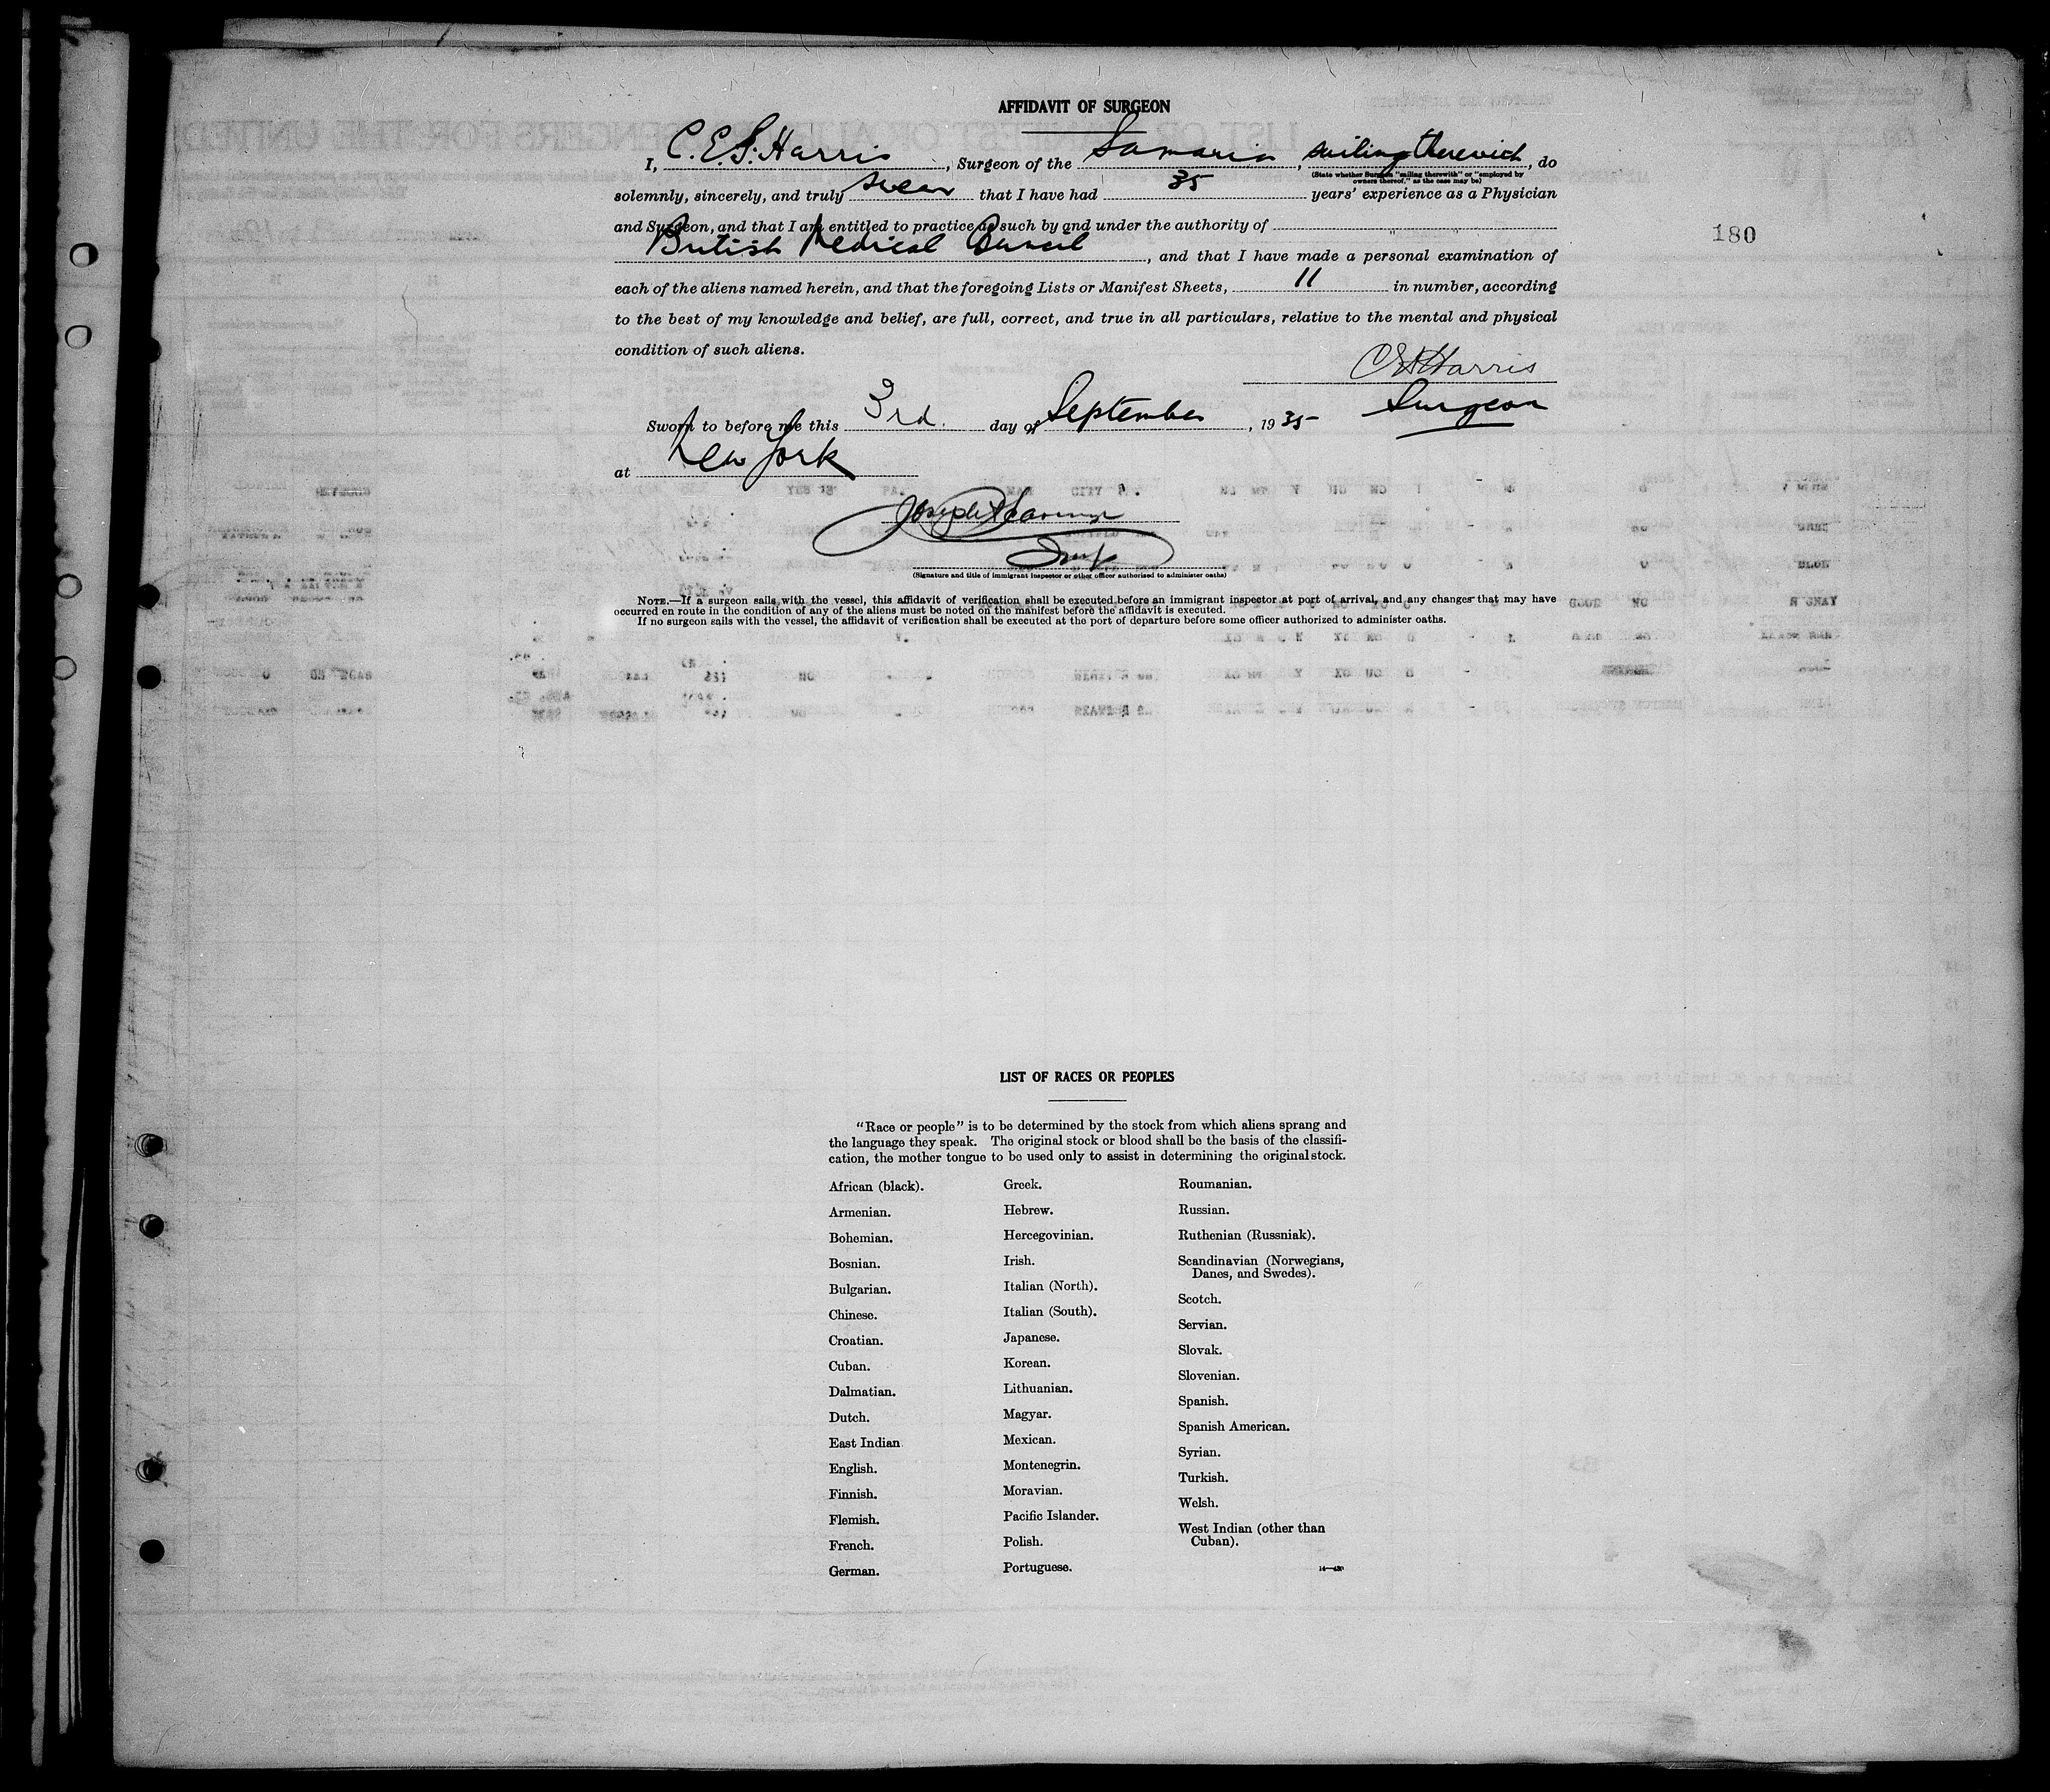 AFFIDAVIT OF SURGEON
I, C. E. S. Harris, Surgeon of the Samaria, sailing therewith, do
(State whether Surgeon "sailing therewith" or "employed by
owners thereof," as the case may be)
solemnly, sincerely, and truly swear that I have had 35 years' experience as a Physician
and Surgeon, and that I am entitled to practice as such by and under the authority of
British Medical Council, and that I have made a personal examination of
180
each of the aliens named herein, and that the foregoing Lists or Manifest Sheets, 11 in number, according
to the best of my knowledge and belief, are full, correct, and true in all particulars, relative to the mental and physical
condition of such aliens.
Harris
Surgeon
Sworn to before me this 3rd. day of September, 1935
at New York
Joseph
Insp
(Signature and title of immigrant inspector or other officer authorized to administer oaths)
NOTE.—If a surgeon sails with the vessel, this affidavit of verification shall be executed before an immigrant inspector at port of arrival, and any changes that may have
occurred en route in the condition of any of the aliens must be noted on the manifest before the affidavit is executed.
If no surgeon sails with the vessel, the affidavit of verification shall be executed at the port of departure before some officer authorized to administer oaths.
LIST OF RACES OR PEOPLES
"Race or people" is to be determined by the stock from which aliens sprang and
the language they speak. The original stock or blood shall be the basis of the classifi-
cation, the mother tongue to be used only to assist in determining the original stock.
African (black).
Armenian.
Bohemian.
Bosnian.
Bulgarian.
Chinese.
Croatian.
Cuban.
Dalmatian.
Dutch.
East Indian
English.
Finnish.
Flemish.
French.
German.
Greek.
Hebrew.
Hercegovinian.
Irish.
Italian (North).
Italian (South).
Japanese.
Korean.
Lithuanian.
Magyar.
Mexican.
Montenegrin.
Moravian.
Pacific Islander.
Polish.
Portuguese.
Roumanian.
Russian.
Ruthenian (Russniak).
Scandinavian (Norwegians,
Danes, and Swedes).
Scotch.
Servian.
Slovak.
Slovenian.
Spanish.
Spanish American.
Syrian.
Turkish.
Welsh.
West Indian (other than
Cuban).